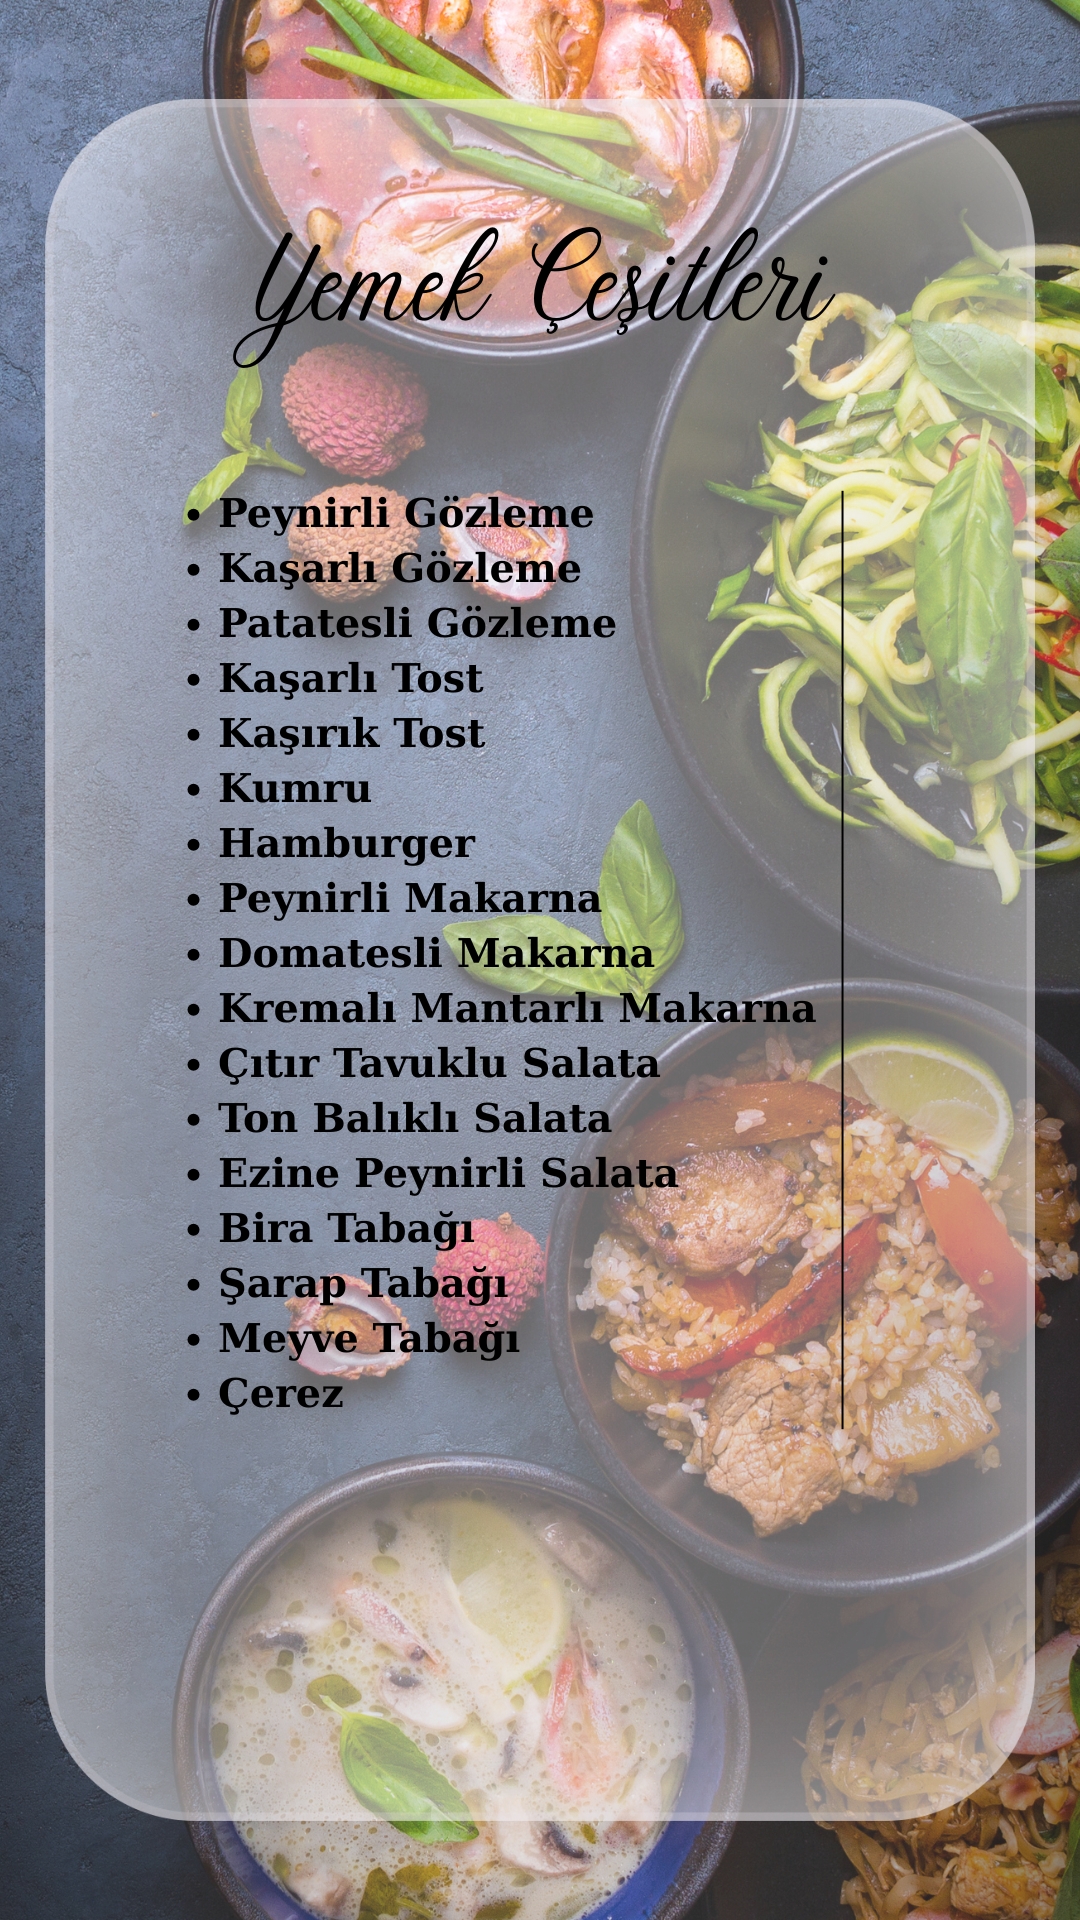 Yemek Çeşitleri
• Peynirli Gözleme
• Kaşarlı Gözleme
• Patatesli Gözleme
• Kaşarlı Tost
• Kaşırık Tost
• Kumru
• Hamburger
• Peynirli Makarna
• Domatesli Makarna
• Kremalı Mantarlı Makarna
• Çıtır Tavuklu Salata
• Ton Balıklı Salata
• Ezine Peynirli Salata
• Bira Tabağı
• Şarap Tabağı
• Meyve Tabağı
• Çerez